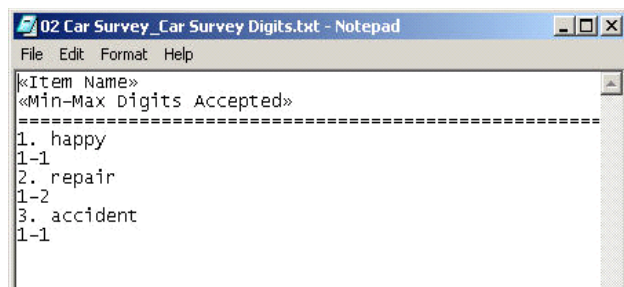 02 Car Survey_Car Survey Digits.txt - Notepad
File Edit Format Help
«Item Name»
«Min-Max Digits Accepted»
==========================================================
1. happy
1-1
2. repair
1-2
3. accident
1-1